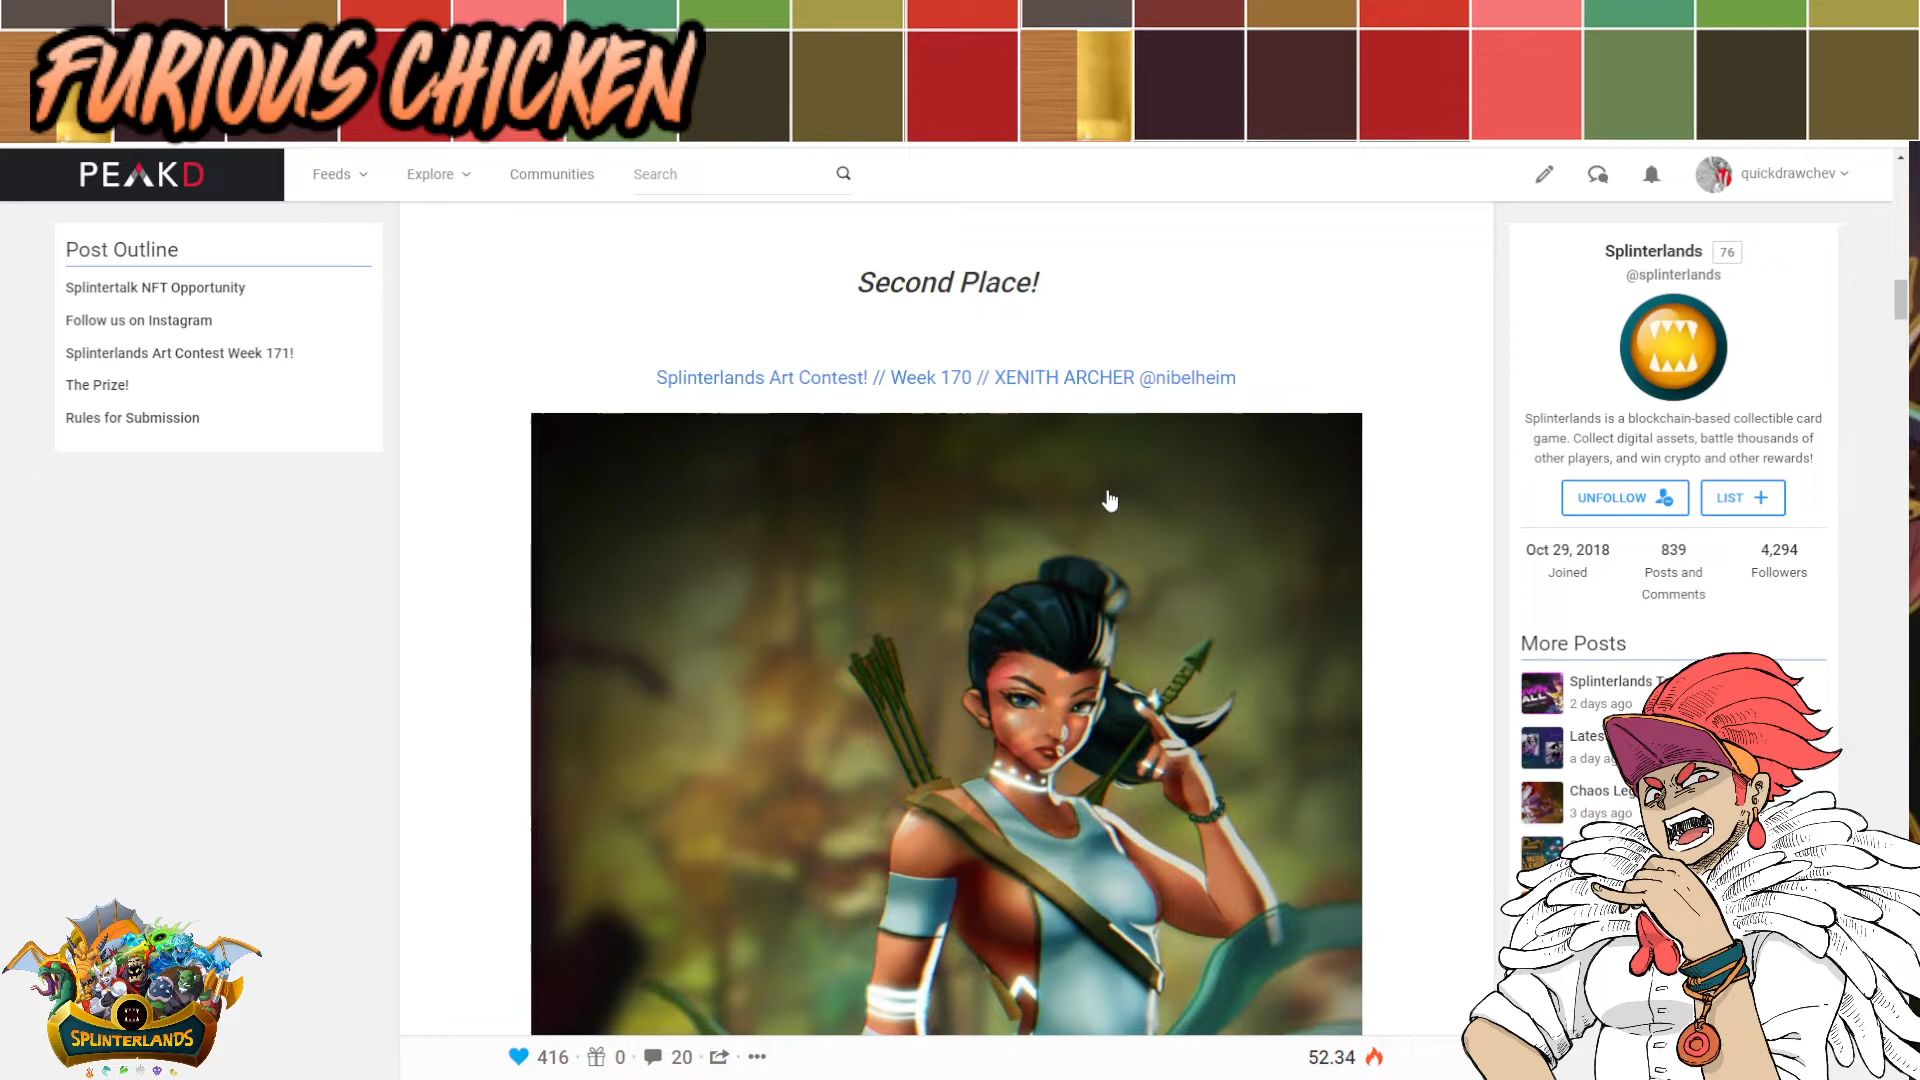 FURIOUS CHICKEN
PEAKD
Feeds
Explore
Communities
Search
quickdrawchev
Post Outline
Splintertalk NFT Opportunity
Follow us on Instagram
Splinterlands Art Contest Week 171!
The Prize!
Rules for Submission
Second Place!
Splinterlands Art Contest! // Week 170 // XENITH ARCHER @nibelheim
416 · 0 · 20
52.34
Splinterlands 76
@splinterlands
Splinterlands is a blockchain-based collectible card
game. Collect digital assets, battle thousands of
other players, and win crypto and other rewards!
UNFOLLOW
LIST
Oct 29, 2018 839 4,294
Joined Posts and Followers
Comments
More Posts
Splinterlands
2 days ago
a day
3 days ago
SPLINTERLANDS